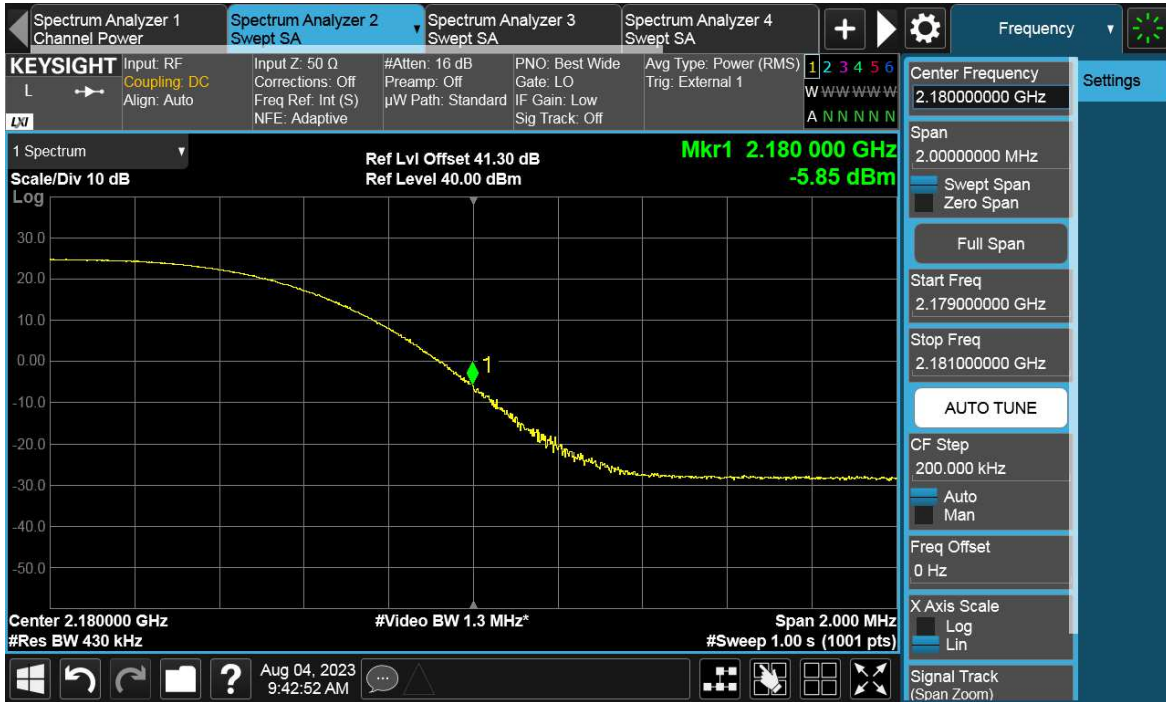 Spectrum Analyzer 1
Channel Power
Spectrum Analyzer 2
Swept SA
Spectrum Analyzer 3
Swept SA
Spectrum Analyzer 4
Swept SA
Frequency
KEYSIGHT
L
LXI
Input: RF
Coupling: DC
Align: Auto
Input Z: 50 Ω
Corrections: Off
Freq Ref: Int (S)
NFE: Adaptive
#Atten: 16 dB
Preamp: Off
µW Path: Standard
PNO: Best Wide
Gate: LO
IF Gain: Low
Sig Track: Off
Avg Type: Power (RMS)
Trig: External 1
1 2 3 4 5 6
W W W W W W
A N N N N N
1 Spectrum
Scale/Div 10 dB
Ref Lvl Offset 41.30 dB
Ref Level 40.00 dBm
Mkr1 2.180 000 GHz
-5.85 dBm
Log
30.0
20.0
10.0
0.00
-10.0
-20.0
-30.0
-40.0
-50.0
1
Center 2.180000 GHz
#Video BW 1.3 MHz*
Span 2.000 MHz
#Res BW 430 kHz
#Sweep 1.00 s (1001 pts)
Center Frequency
2.180000000 GHz
Settings
Span
2.00000000 MHz
Swept Span
Zero Span
Full Span
Start Freq
2.179000000 GHz
Stop Freq
2.181000000 GHz
AUTO TUNE
CF Step
200.000 kHz
Auto
Man
Freq Offset
0 Hz
X Axis Scale
Log
Lin
Signal Track
(Span Zoom)
?
Aug 04, 2023
9:42:52 AM